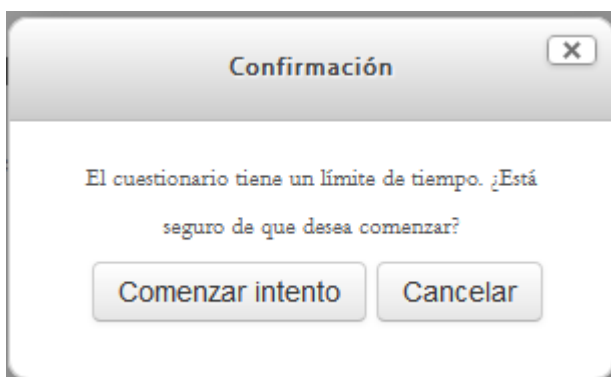 Confirmación
El cuestionario tiene un límite de tiempo. ¿Está
seguro de que desea comenzar?
Comenzar intento
Cancelar